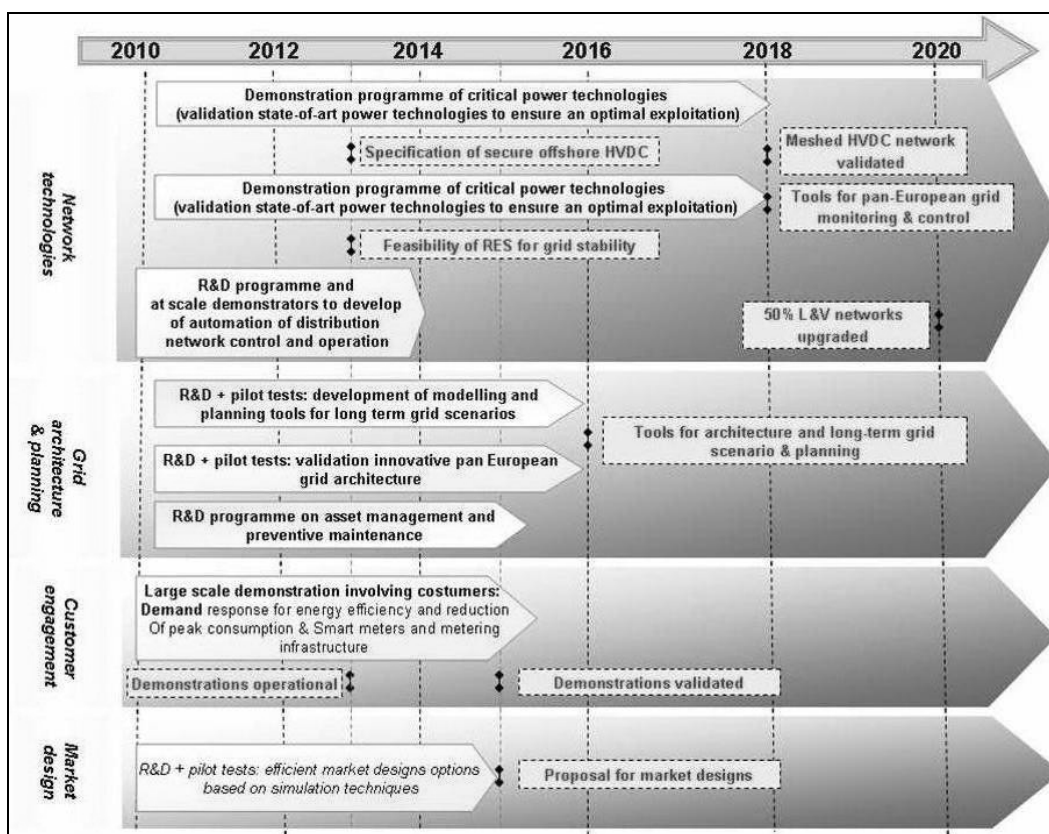 2010 2012 2014 2016 2018 2020
Network
technologies
Demonstration programme of critical power technologies
(validation state-of-art power technologies to ensure an optimal exploitation)
Specification of secure offshore HVDC
Meshed HVDC network
validated
Demonstration programme of critical power technologies
(validation state-of-art power technologies to ensure an optimal exploitation)
Tools for pan-European grid
monitoring & control
Feasibility of RES for grid stability
R&D programme and
at scale demonstrators to develop
of automation of distribution
network control and operation
50% L&V networks
upgraded
Grid
architecture
& planning
R&D + pilot tests: development of modelling and
planning tools for long term grid scenarios
Tools for architecture and long-term grid
scenario & planning
R&D + pilot tests: validation innovative pan European
grid architecture
R&D programme on asset management and
preventive maintenance
Customer
engagement
Large scale demonstration involving costumers:
Demand response for energy efficiency and reduction
Of peak consumption & Smart meters and metering
infrastructure
Demonstrations operational
Demonstrations validated
Market
design
R&D + pilot tests: efficient market designs options
based on simulation techniques
Proposal for market designs